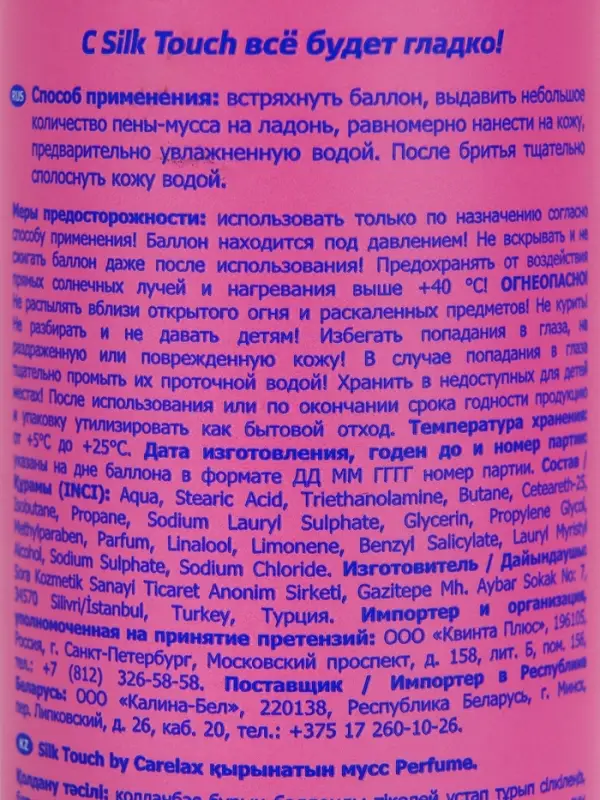 С Silk Touch всё будет гладко!
RUS Способ применения: встряхнуть баллон, выдавить небольшое
количество пены-мусса на ладонь, равномерно нанести на кожу,
предварительно увлажненную водой. После бритья тщательно
сполоснуть кожу водой.
Меры предосторожности: использовать только по назначению согласно
способу применения! Баллон находится под давлением! Не вскрывать и не
сжигать баллон даже после использования! Предохранять от воздействия
прямых солнечных лучей и нагревания выше +40 °С! ОГНЕОПАСНО!
Не распылять вблизи открытого огня и раскаленных предметов! Не курить!
Не разбирать и не давать детям! Избегать попадания в глаза, на
раздраженную или поврежденную кожу! В случае попадания в глаза
тщательно промыть их проточной водой! Хранить в недоступных для детей
местах! После использования или по окончании срока годности продукцию
и упаковку утилизировать как бытовой отход. Температура хранения:
от +5°С до +25°С. Дата изготовления, годен до и номер партии:
указаны на дне баллона в формате ДД ММ ГГГГ номер партии. Состав /
Құрамы (INCI): Aqua, Stearic Acid, Triethanolamine, Butane, Ceteareth-25,
Isobutane, Propane, Sodium Lauryl Sulphate, Glycerin, Propylene Glycol,
Methylparaben, Parfum, Linalool, Limonene, Benzyl Salicylate, Lauryl Myristyl
Alcohol, Sodium Sulphate, Sodium Chloride. Изготовитель / Дайындаушы:
Sora Kozmetik Sanayi Ticaret Anonim Sirketi, Gazitepe Mh. Aybar Sokak No: 7,
34570 Silivri/İstanbul, Turkey, Турция. Импортер и организация,
уполномоченная на принятие претензий: ООО «Квинта Плюс», 196105,
Россия, г. Санкт-Петербург, Московский проспект, д. 158, лит. Б, пом. 156,
тел.: +7 (812) 326-58-58. Поставщик / Импортер в Республике
Беларусь: ООО «Калина-Бел», 220138, Республика Беларусь, г. Минск,
пер. Липковский, д. 26, каб. 20, тел.: +375 17 260-10-26.
KZ Silk Touch by Carelax қырынатын мусс Perfume.
Қолдану тәсілі: қолданбас бұрын баллонды тікелей ұстап тұрып сілкілеңіз,